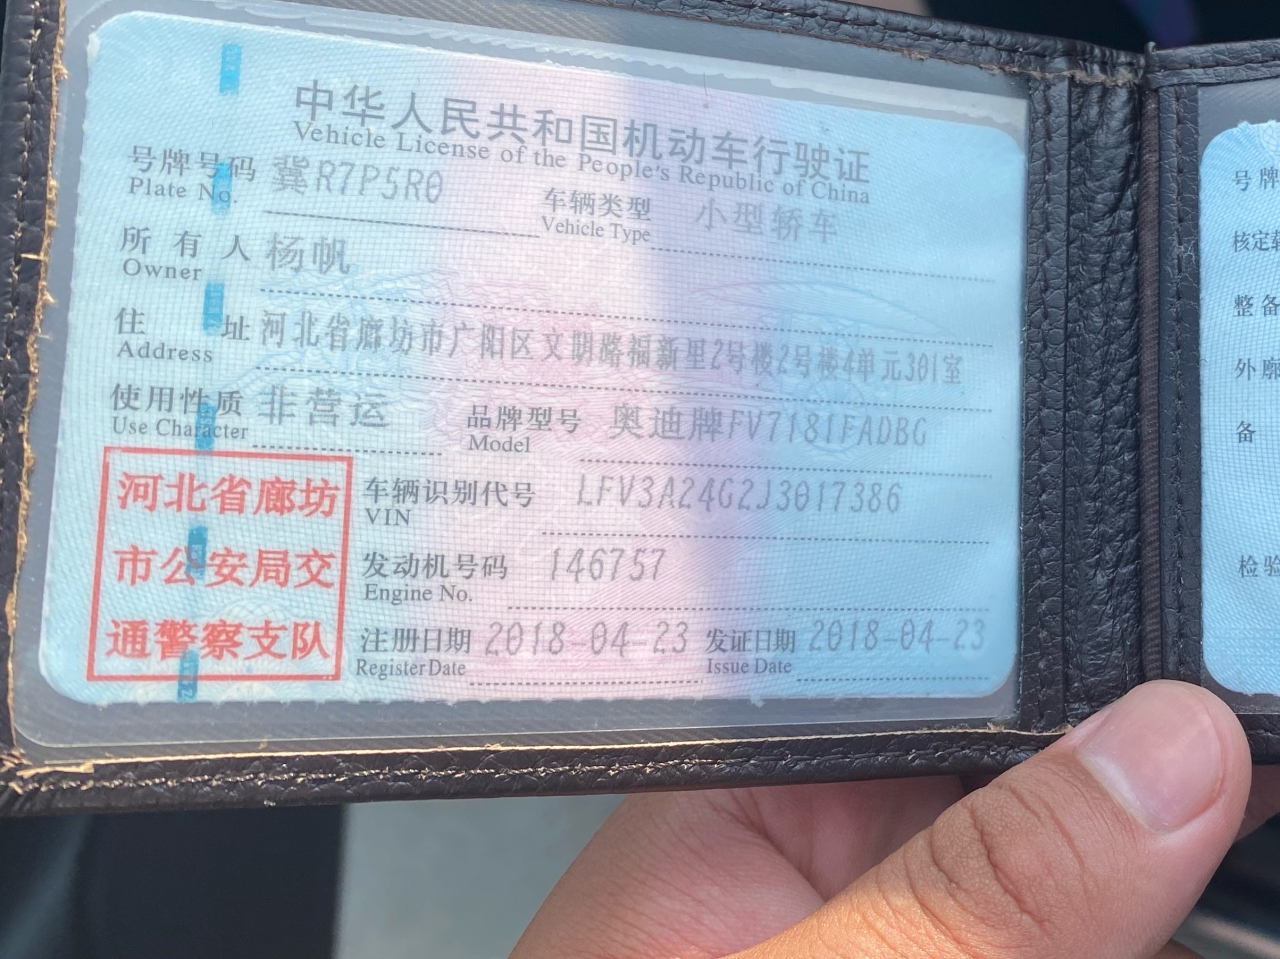 中华人民共和国机动车行驶证
Vehicle License of the People's Republic of China
号牌号码 冀R7P5R0 车辆类型 小型轿车
Plate No. Vehicle Type
所有人 杨帆
Owner
住址 河北省廊坊市广阳区文明路福新里2号楼2号楼4单元301室
Address
使用性质 非营运 品牌型号 奥迪牌FV7181FADBG
Use Character Model
河北省廊坊
市公安局交
通警察支队
车辆识别代号 LFV3A24G2J3017386
VIN
发动机号码 146757
Engine No.
注册日期 2018-04-23 发证日期 2018-04-23
Register Date Issue Date
号牌
核定载
整备
外廓
备
检验